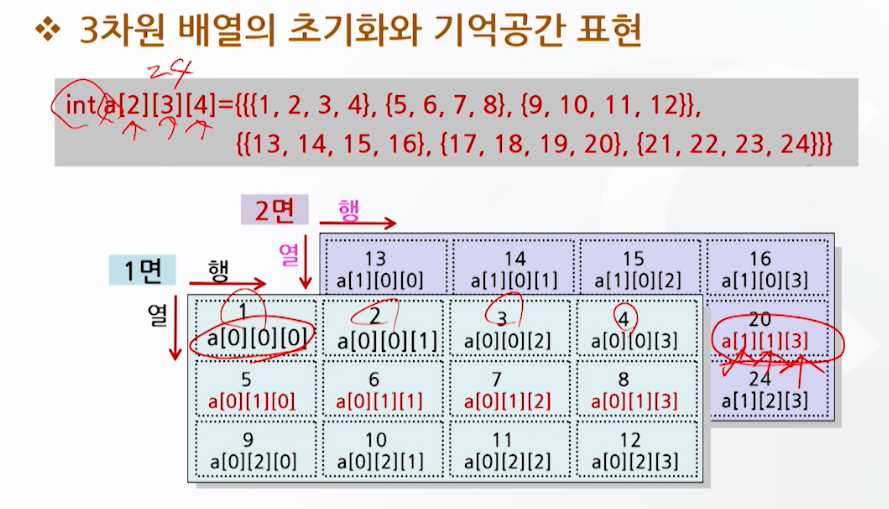 ❖ 3차원 배열의 초기화와 기억공간 표현
24
int a[2][3][4]={{{1, 2, 3, 4}, {5, 6, 7, 8}, {9, 10, 11, 12}},
{{13, 14, 15, 16}, {17, 18, 19, 20}, {21, 22, 23, 24}}}
2면 행
열
13 14 15 16
a[1][0][0] a[1][0][1] a[1][0][2] a[1][0][3]
1면 행
열
1 2 3 4 20
a[0][0][0] a[0][0][1] a[0][0][2] a[0][0][3] a[1][1][3]
5 6 7 8 24
a[0][1][0] a[0][1][1] a[0][1][2] a[0][1][3] a[1][2][3]
9 10 11 12
a[0][2][0] a[0][2][1] a[0][2][2] a[0][2][3]